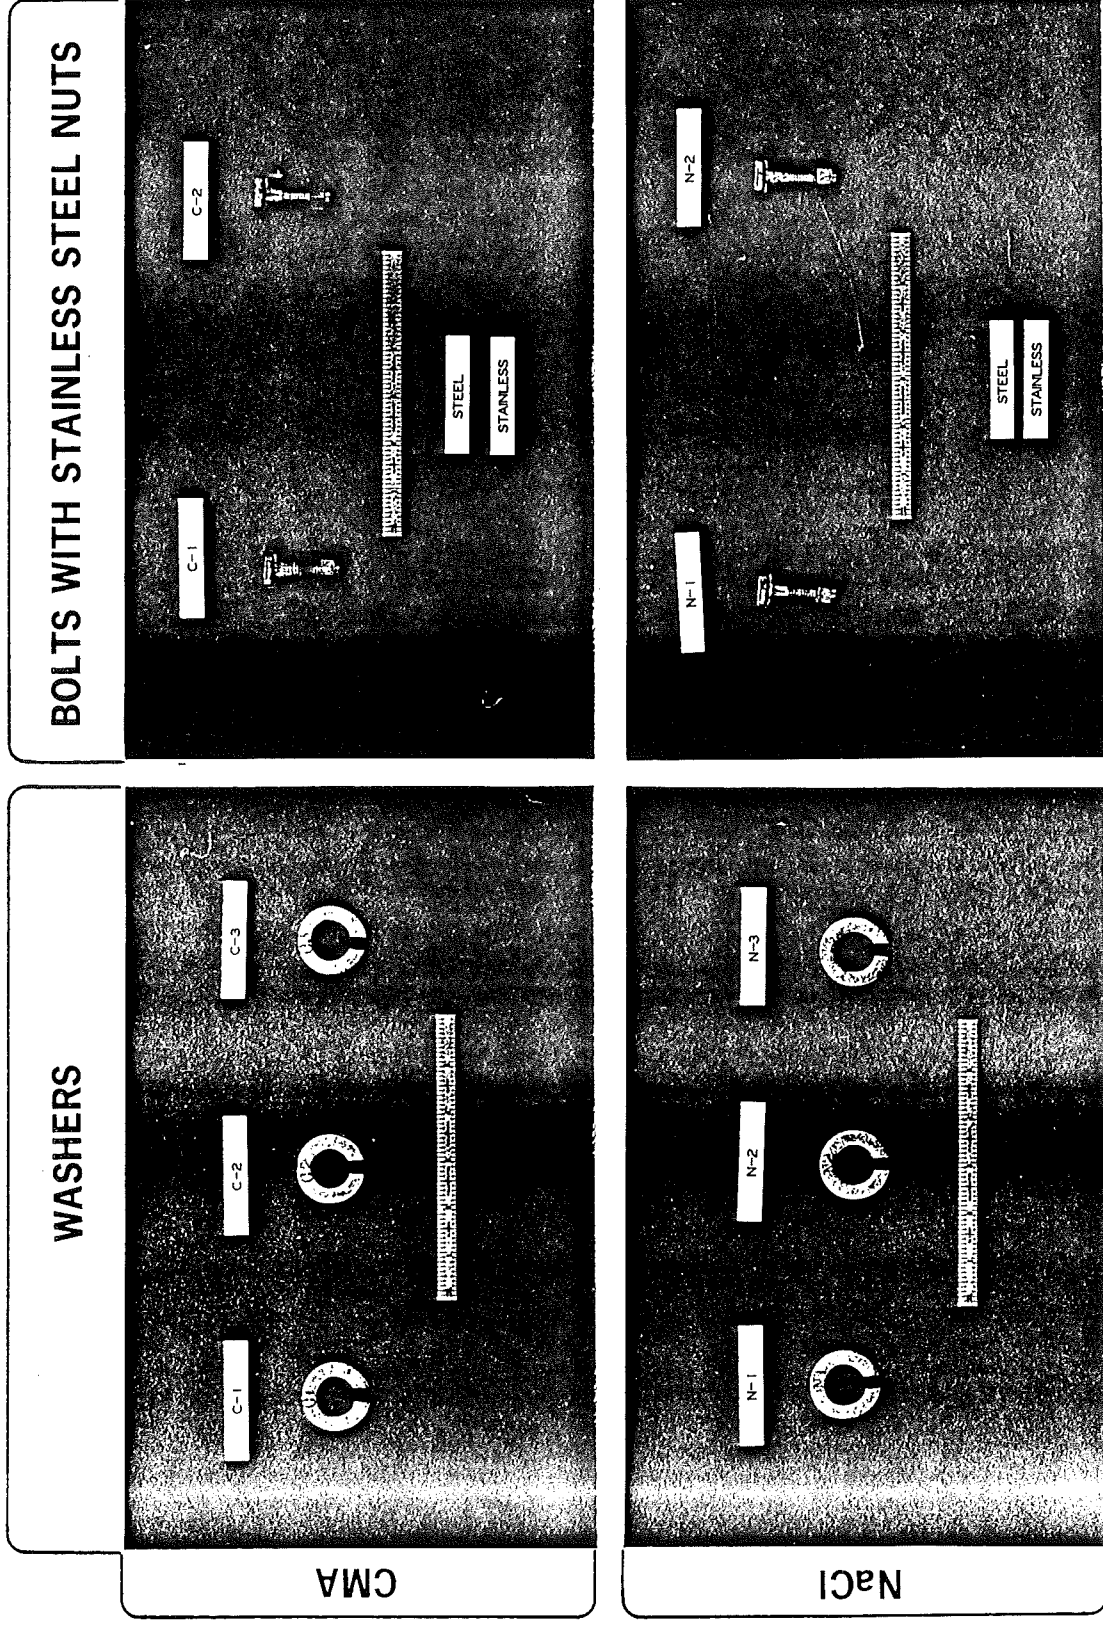 WASHERS
BOLTS WITH STAINLESS STEEL NUTS
CMA
C-1
C-2
C-3
C-1
C-2
STEEL
STAINLESS
NaCl
N-1
N-2
N-3
N-1
N-2
STEEL
STAINLESS